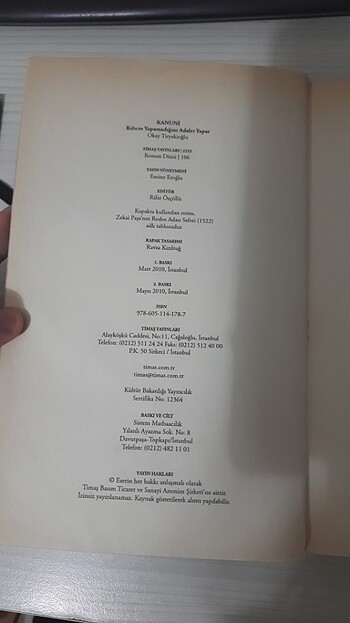 KANUNİ
Kılıcın Yapamadığını Adalet Yapar
Okay Tiryakioğlu
TİMAŞ YAYINLARI | 2222
Roman Dizisi | 106
YAYIN YÖNETMENİ
Emine Eroğlu
EDİTÖR
Rıfat Özçöllü
Kapakta kullanılan resim,
Zekai Paşa'nın Rodos Adası Seferi (1522)
adlı tablosudur.
KAPAK TASARIMI
Ravza Kızıltuğ
1. BASKI
Mart 2010, İstanbul
2. BASKI
Mayıs 2010, İstanbul
ISBN
978-605-114-178-7
TİMAŞ YAYINLARI
Alayköşkü Caddesi, No:11, Cağaloğlu, İstanbul
Telefon: (0212) 511 24 24 Faks: (0212) 512 40 00
P.K. 50 Sirkeci / İstanbul
timas.com.tr
timas@timas.com.tr
Kültür Bakanlığı Yayıncılık
Sertifika No: 12364
BASKI VE CİLT
Sistem Matbaacılık
Yılanlı Ayazma Sok. No: 8
Davutpaşa-Topkapı/İstanbul
Telefon: (0212) 482 11 01
YAYIN HAKLARI
© Eserin her hakkı anlaşmalı olarak
Timaş Basım Ticaret ve Sanayi Anonim Şirketi'ne aittir.
İzinsiz yayınlanamaz. Kaynak gösterilerek alıntı yapılabilir.